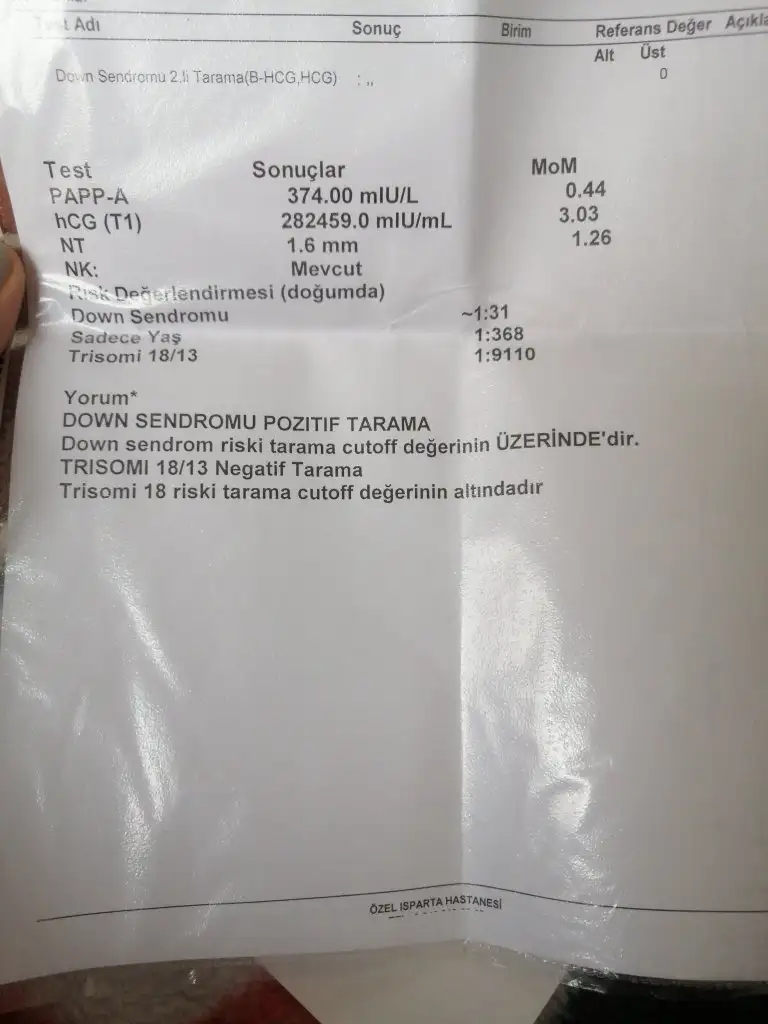 Test Adı Sonuç Birim Referans Değer Açıkla
Alt Üst
Down Sendromu 2.li Tarama(B-HCG,HCG) : ,, 0
Test Sonuçlar MoM
PAPP-A 374.00 mIU/L 0.44
hCG (T1) 282459.0 mIU/mL 3.03
NT 1.6 mm 1.26
NK: Mevcut
Risk Değerlendirmesi (doğumda)
Down Sendromu ~1:31
Sadece Yaş 1:368
Trisomi 18/13 1:9110
Yorum*
DOWN SENDROMU POZITIF TARAMA
Down sendrom riski tarama cutoff değerinin ÜZERİNDE'dir.
TRISOMI 18/13 Negatif Tarama
Trisomi 18 riski tarama cutoff değerinin altındadır
ÖZEL ISPARTA HASTANESİ